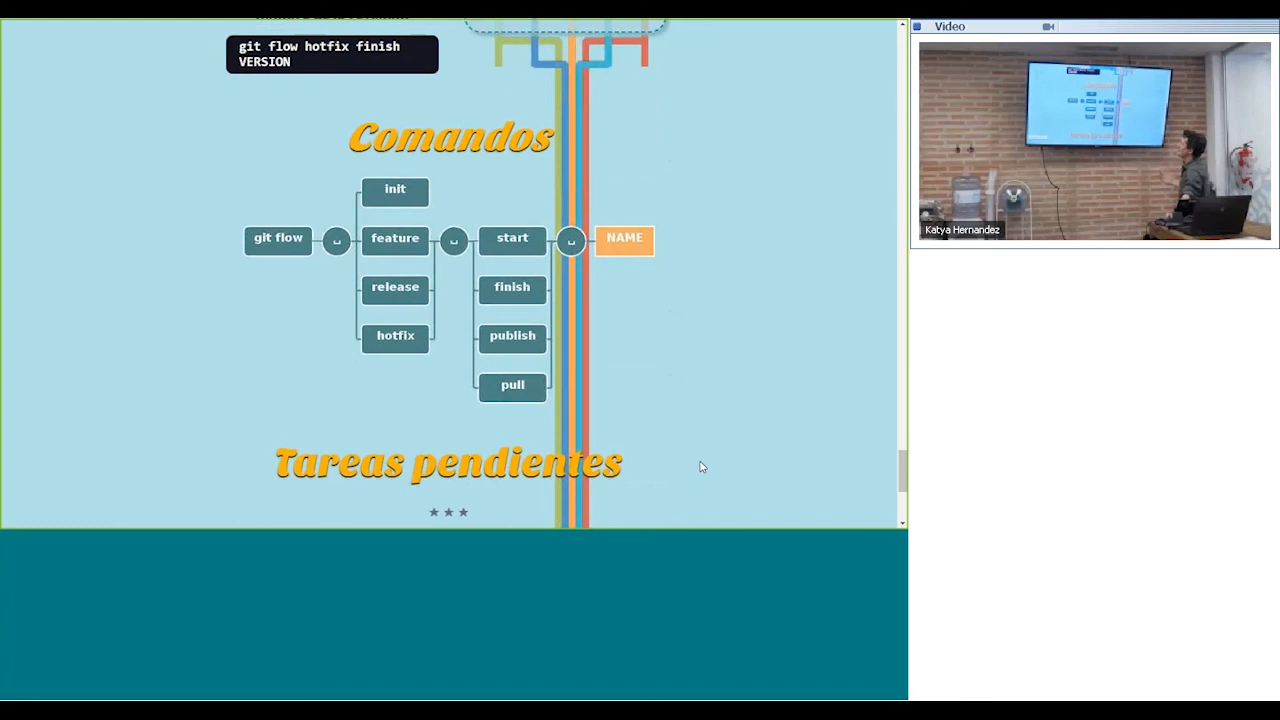 git flow hotfix finish
VERSION
Comandos
init
git flow
feature
start
NAME
release
finish
hotfix
publish
pull
Tareas pendientes
Video
Katya Hernandez